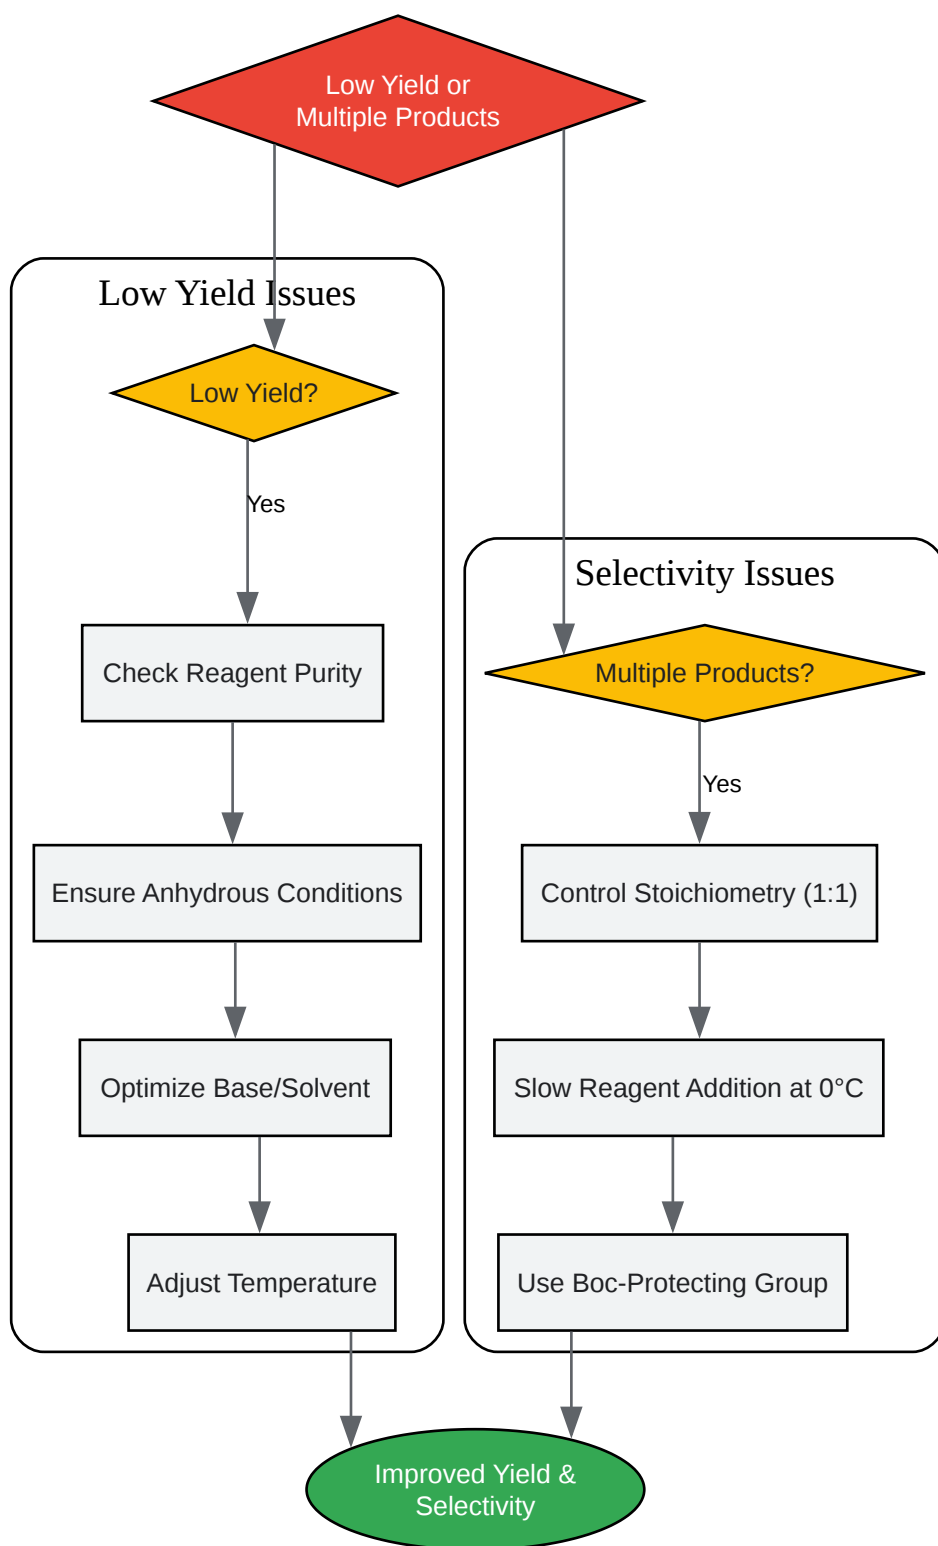 Low Yield or
Multiple Products
Low Yield Issues
Low Yield?
Yes
Check Reagent Purity
Ensure Anhydrous Conditions
Optimize Base/Solvent
Adjust Temperature
Selectivity Issues
Multiple Products?
Yes
Control Stoichiometry (1:1)
Slow Reagent Addition at 0°C
Use Boc-Protecting Group
Improved Yield &
Selectivity